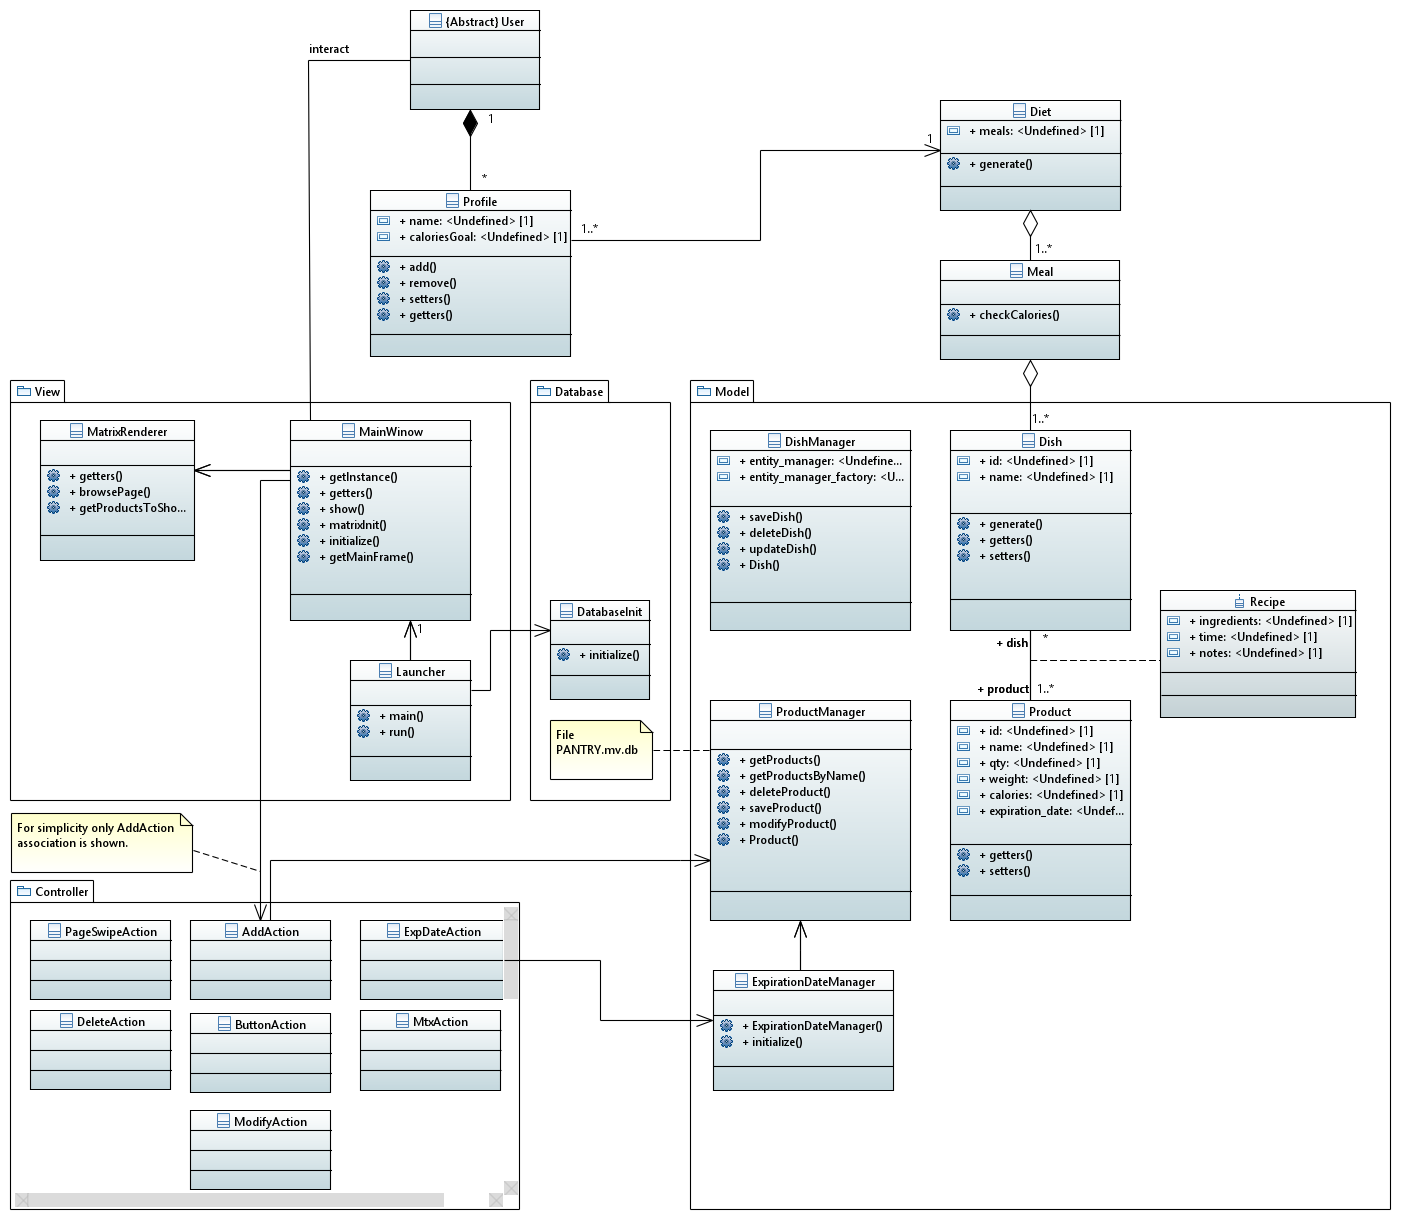 {Abstract} User
interact
1
*
Profile
+ name: <Undefined> [1]
+ caloriesGoal: <Undefined> [1]
+ add()
+ remove()
+ setters()
+ getters()
1..*
1
Diet
+ meals: <Undefined> [1]
+ generate()
1..*
Meal
+ checkCalories()
1..*
View
MatrixRenderer
+ getters()
+ browsePage()
+ getProductsToSho...
MainWinow
+ getInstance()
+ getters()
+ show()
+ matrixInit()
+ initialize()
+ getMainFrame()
1
Launcher
+ main()
+ run()
Database
DatabaseInit
+ initialize()
File
PANTRY.mv.db
Model
DishManager
+ entity_manager: <Undefine...
+ entity_manager_factory: <U...
+ saveDish()
+ deleteDish()
+ updateDish()
+ Dish()
Dish
+ id: <Undefined> [1]
+ name: <Undefined> [1]
+ generate()
+ getters()
+ setters()
+ dish
*
Recipe
+ ingredients: <Undefined> [1]
+ time: <Undefined> [1]
+ notes: <Undefined> [1]
+ product
1..*
ProductManager
+ getProducts()
+ getProductsByName()
+ deleteProduct()
+ saveProduct()
+ modifyProduct()
+ Product()
Product
+ id: <Undefined> [1]
+ name: <Undefined> [1]
+ qty: <Undefined> [1]
+ weight: <Undefined> [1]
+ calories: <Undefined> [1]
+ expiration_date: <Undef...
+ getters()
+ setters()
ExpirationDateManager
+ ExpirationDateManager()
+ initialize()
For simplicity only AddAction
association is shown.
Controller
PageSwipeAction
AddAction
ExpDateAction
DeleteAction
ButtonAction
MtxAction
ModifyAction